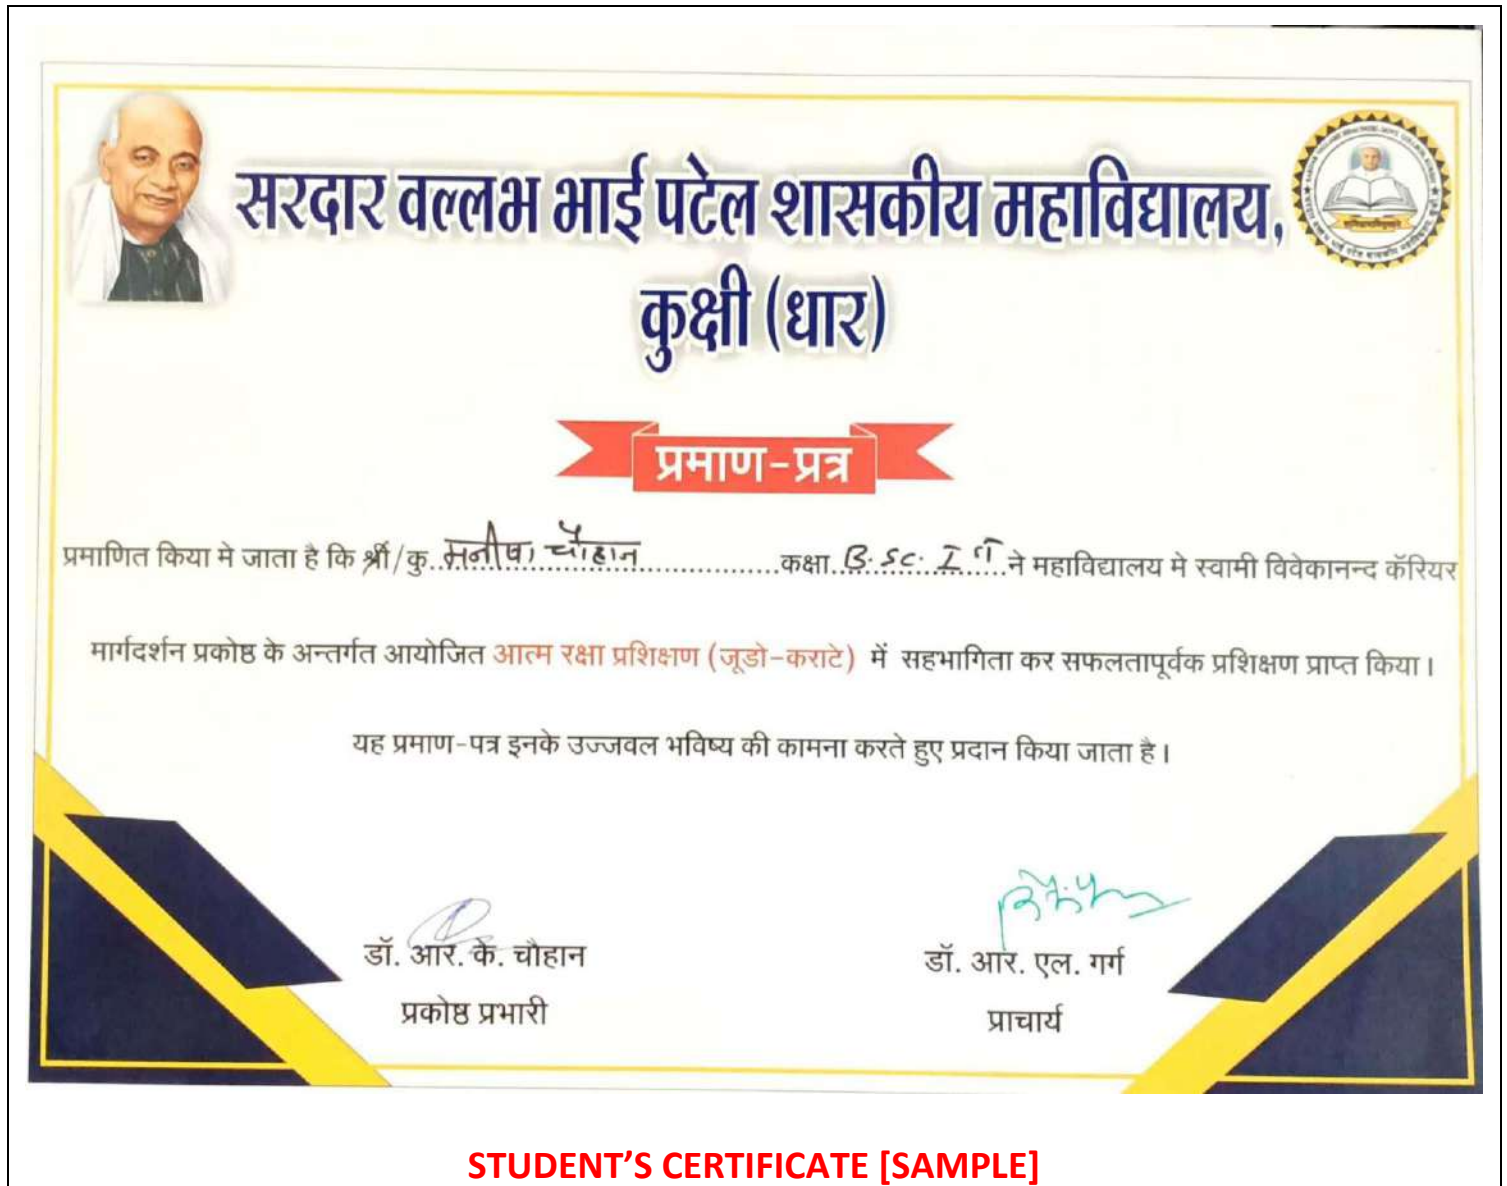 सरदार वल्लभ भाई पटेल शासकीय महाविद्यालय,
कुक्षी (धार)
प्रमाण-प्रत्र
प्रमाणित किया मे जाता है कि श्री/कु..मनीषा चौहान....................कक्षा..B.Sc. I st...ने महाविद्यालय मे स्वामी विवेकानन्द कॅरियर
मार्गदर्शन प्रकोष्ठ के अन्तर्गत आयोजित आत्म रक्षा प्रशिक्षण (जूडो-कराटे) में सहभागिता कर सफलतापूर्वक प्रशिक्षण प्राप्त किया।
यह प्रमाण-पत्र इनके उज्जवल भविष्य की कामना करते हुए प्रदान किया जाता है।
डॉ. आर. के. चौहान
प्रकोष्ठ प्रभारी
डॉ. आर. एल. गर्ग
प्राचार्य
STUDENT’S CERTIFICATE [SAMPLE]